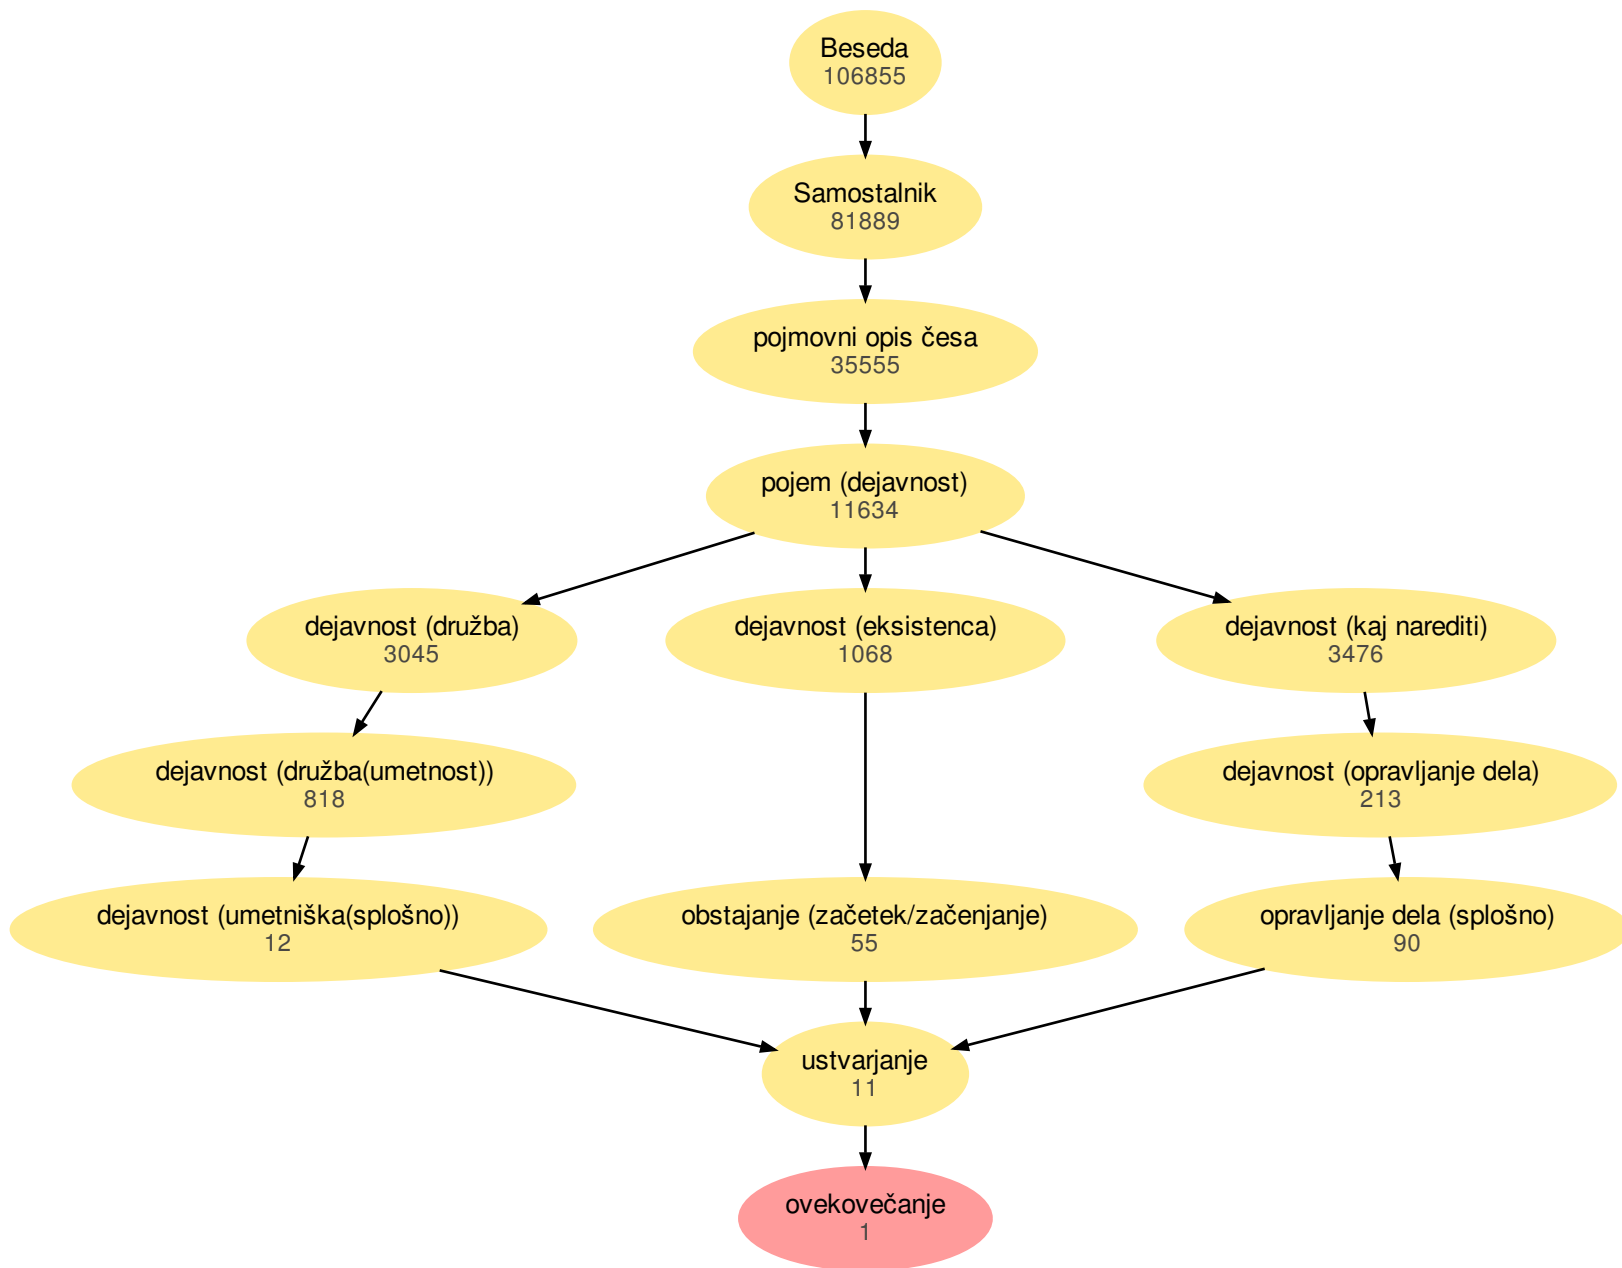 Beseda
106855
Samostalnik
81889
pojmovni opis česa
35555
pojem (dejavnost)
11634
dejavnost (družba)
3045
dejavnost (eksistenca)
1068
dejavnost (kaj narediti)
3476
dejavnost (družba(umetnost))
818
dejavnost (opravljanje dela)
213
dejavnost (umetniška(splošno))
12
obstajanje (začetek/začenjanje)
55
opravljanje dela (splošno)
90
ustvarjanje
11
ovekovečanje
1